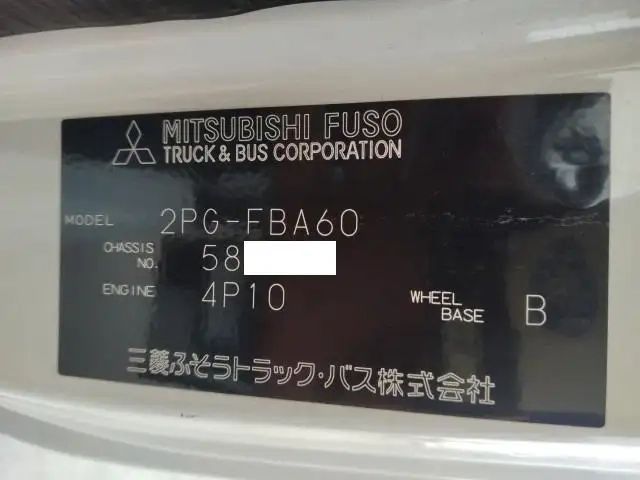 MITSUBISHI FUSO
TRUCK & BUS CORPORATION
MODEL 2PG-FBA60
CHASSIS NO. 58
ENGINE 4P10 WHEEL BASE B
三菱ふそうトラック・バス株式会社